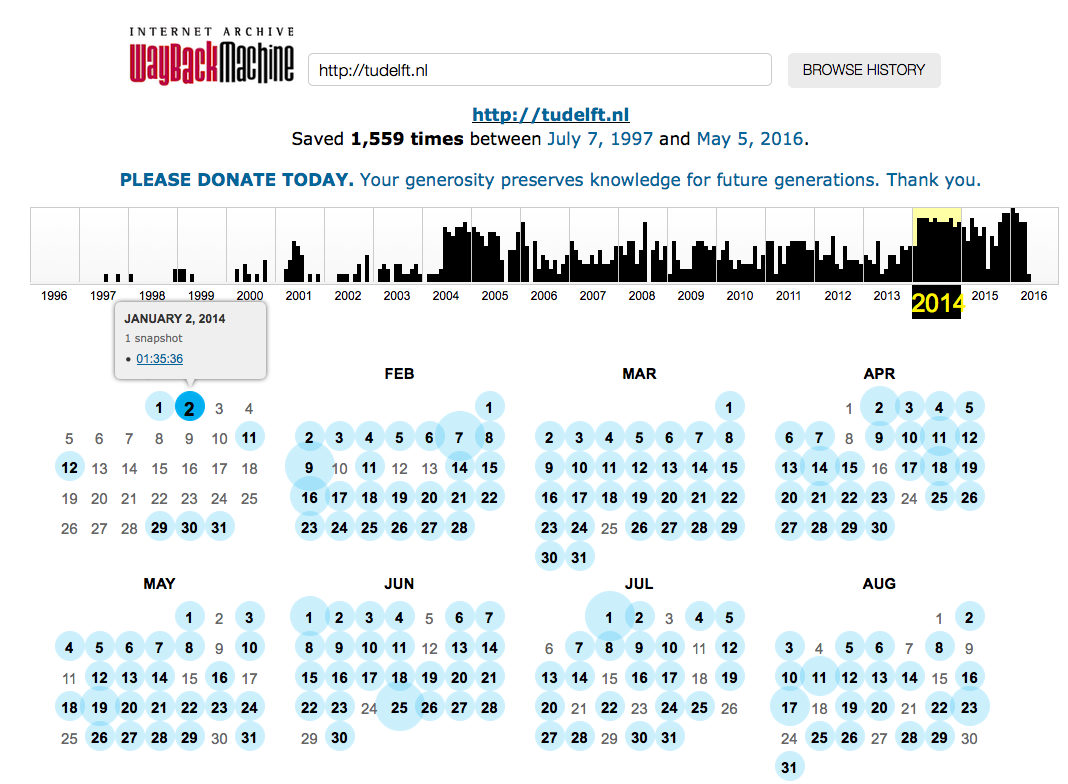 INTERNET ARCHIVE
WayBackMachine
http://tudelft.nl
BROWSE HISTORY
http://tudelft.nl
Saved 1,559 times between July 7, 1997 and May 5, 2016.
PLEASE DONATE TODAY. Your generosity preserves knowledge for future generations. Thank you.
1996 1997 1998 1999 2000 2001 2002 2003 2004 2005 2006 2007 2008 2009 2010 2011 2012 2013 2014 2015 2016
JANUARY 2, 2014
1 snapshot
• 01:35:36
1 2 3 4
5 6 7 8 9 10 11
12 13 14 15 16 17 18
19 20 21 22 23 24 25
26 27 28 29 30 31
FEB
1
2 3 4 5 6 7 8
9 10 11 12 13 14 15
16 17 18 19 20 21 22
23 24 25 26 27 28
MAR
1
2 3 4 5 6 7 8
9 10 11 12 13 14 15
16 17 18 19 20 21 22
23 24 25 26 27 28 29
30 31
APR
1 2 3 4 5
6 7 8 9 10 11 12
13 14 15 16 17 18 19
20 21 22 23 24 25 26
27 28 29 30
MAY
1 2 3
4 5 6 7 8 9 10
11 12 13 14 15 16 17
18 19 20 21 22 23 24
25 26 27 28 29 30 31
JUN
1 2 3 4 5 6 7
8 9 10 11 12 13 14
15 16 17 18 19 20 21
22 23 24 25 26 27 28
29 30
JUL
1 2 3 4 5
6 7 8 9 10 11 12
13 14 15 16 17 18 19
20 21 22 23 24 25 26
27 28 29 30 31
AUG
1 2
3 4 5 6 7 8 9
10 11 12 13 14 15 16
17 18 19 20 21 22 23
24 25 26 27 28 29 30
31